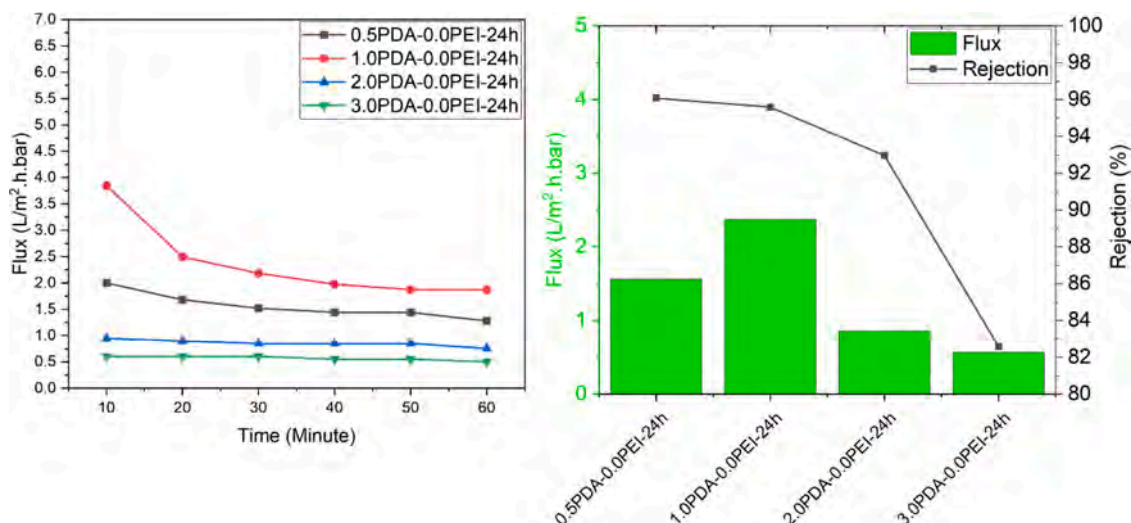 7.0
6.5
6.0
5.5
5.0
4.5
4.0
3.5
3.0
2.5
2.0
1.5
1.0
0.5
0.0
Flux (L/m².h.bar)
10 20 30 40 50 60
Time (Minute)
0.5PDA-0.0PEI-24h
1.0PDA-0.0PEI-24h
2.0PDA-0.0PEI-24h
3.0PDA-0.0PEI-24h
5
4
3
2
1
0
Flux (L/m².h.bar)
Flux
Rejection
100
98
96
94
92
90
88
86
84
82
80
Rejection (%)
0.5PDA-0.0PEI-24h
1.0PDA-0.0PEI-24h
2.0PDA-0.0PEI-24h
3.0PDA-0.0PEI-24h